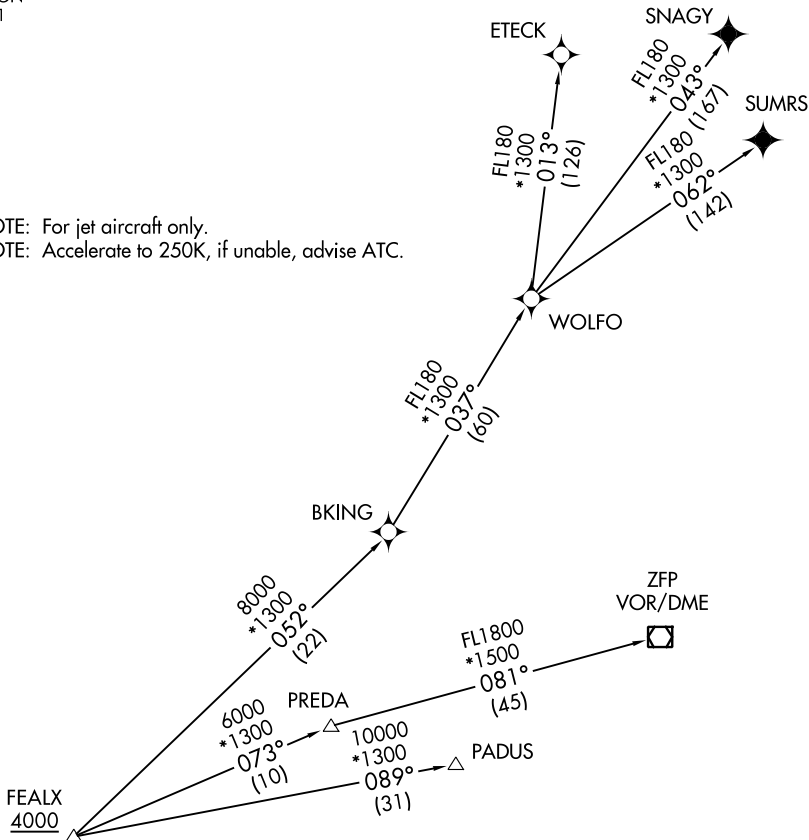 ETECK
SNAGY
SUMRS
FL180
*1300
013°
(126)
FL180
*1300
043°
(167)
FL180
*1300
062°
(142)
OTE: For jet aircraft only.
OTE: Accelerate to 250K, if unable, advise ATC.
WOLFO
FL180
*1300
037°
(60)
BKING
8000
*1300
052°
(22)
ZFP
VOR/DME
FL1800
*1500
081°
(45)
PREDA
6000
*1300
073°
(10)
10000
*1300
089°
(31)
PADUS
FEALX
4000